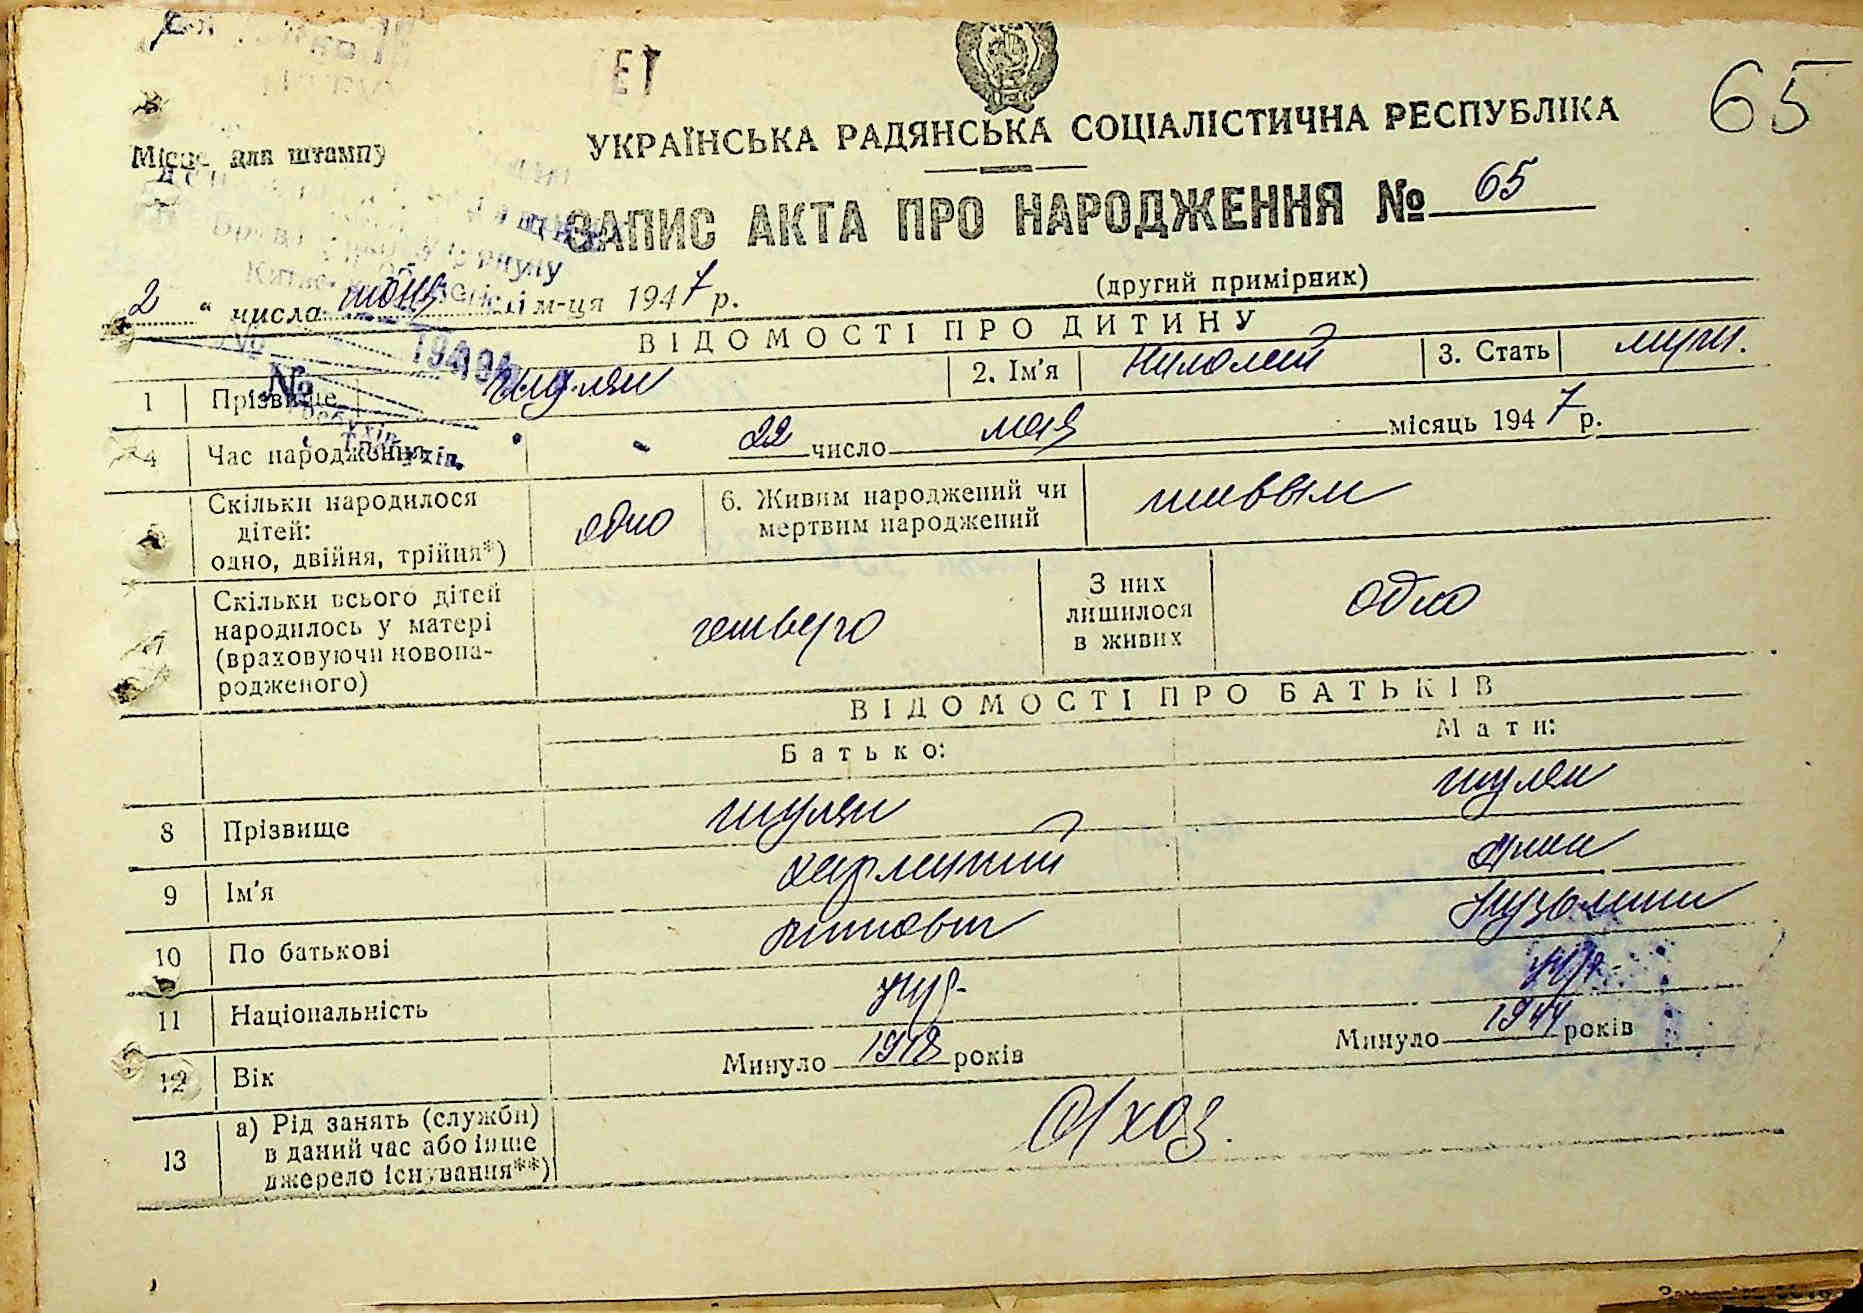 65
Місце для штампу
УКРАЇНСЬКА РАДЯНСЬКА СОЦІАЛІСТИЧНА РЕСПУБЛІКА
ЗАПИС АКТА ПРО НАРОДЖЕННЯ № 65
(другий примірник)
2 " числа июня м-ця 1947 р.
ВІДОМОСТІ ПРО ДИТИНУ
1 Прізвище Шулян 2. Ім'я Николай 3. Стать муж.
4 Час народження 22 число мая місяць 1947 р.
5 Скільки народилося дітей: одно, двійня, трійня*) одно 6. Живим народжений чи мертвим народжений живым
7 Скільки всього дітей народилось у матері (враховуючи новонародженого) четверо З них лишилося в живих одно
ВІДОМОСТІ ПРО БАТЬКІВ
Батько: Мати:
8 Прізвище Шулян Шулян
9 Ім'я
10 По батькові
11 Національність укр. укр.
12 Вік Минуло 1918 років Минуло років
13 а) Рід занять (служби) в даний час або інше джерело існування**)